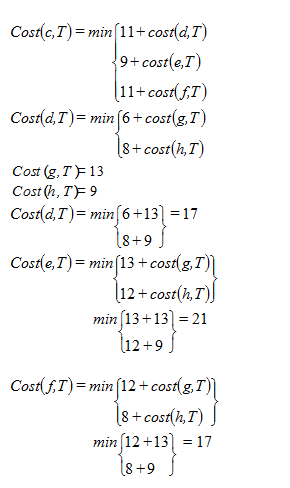 Cost(c,T) = min {11 + cost(d,T)
9 + cost(e,T)
11 + cost(f,T)
Cost(d,T) = min {6 + cost(g,T)
8 + cost(h,T)
Cost (g, T) = 13
Cost (h, T) = 9
Cost(d,T) = min {6 + 13} = 17
{8 + 9}
Cost(e,T) = min {13 + cost(g,T)}
{12 + cost(h,T)}
min {13 + 13} = 21
{12 + 9}
Cost(f,T) = min {12 + cost(g,T)}
{8 + cost(h,T)}
min {12 + 13} = 17
{8 + 9}